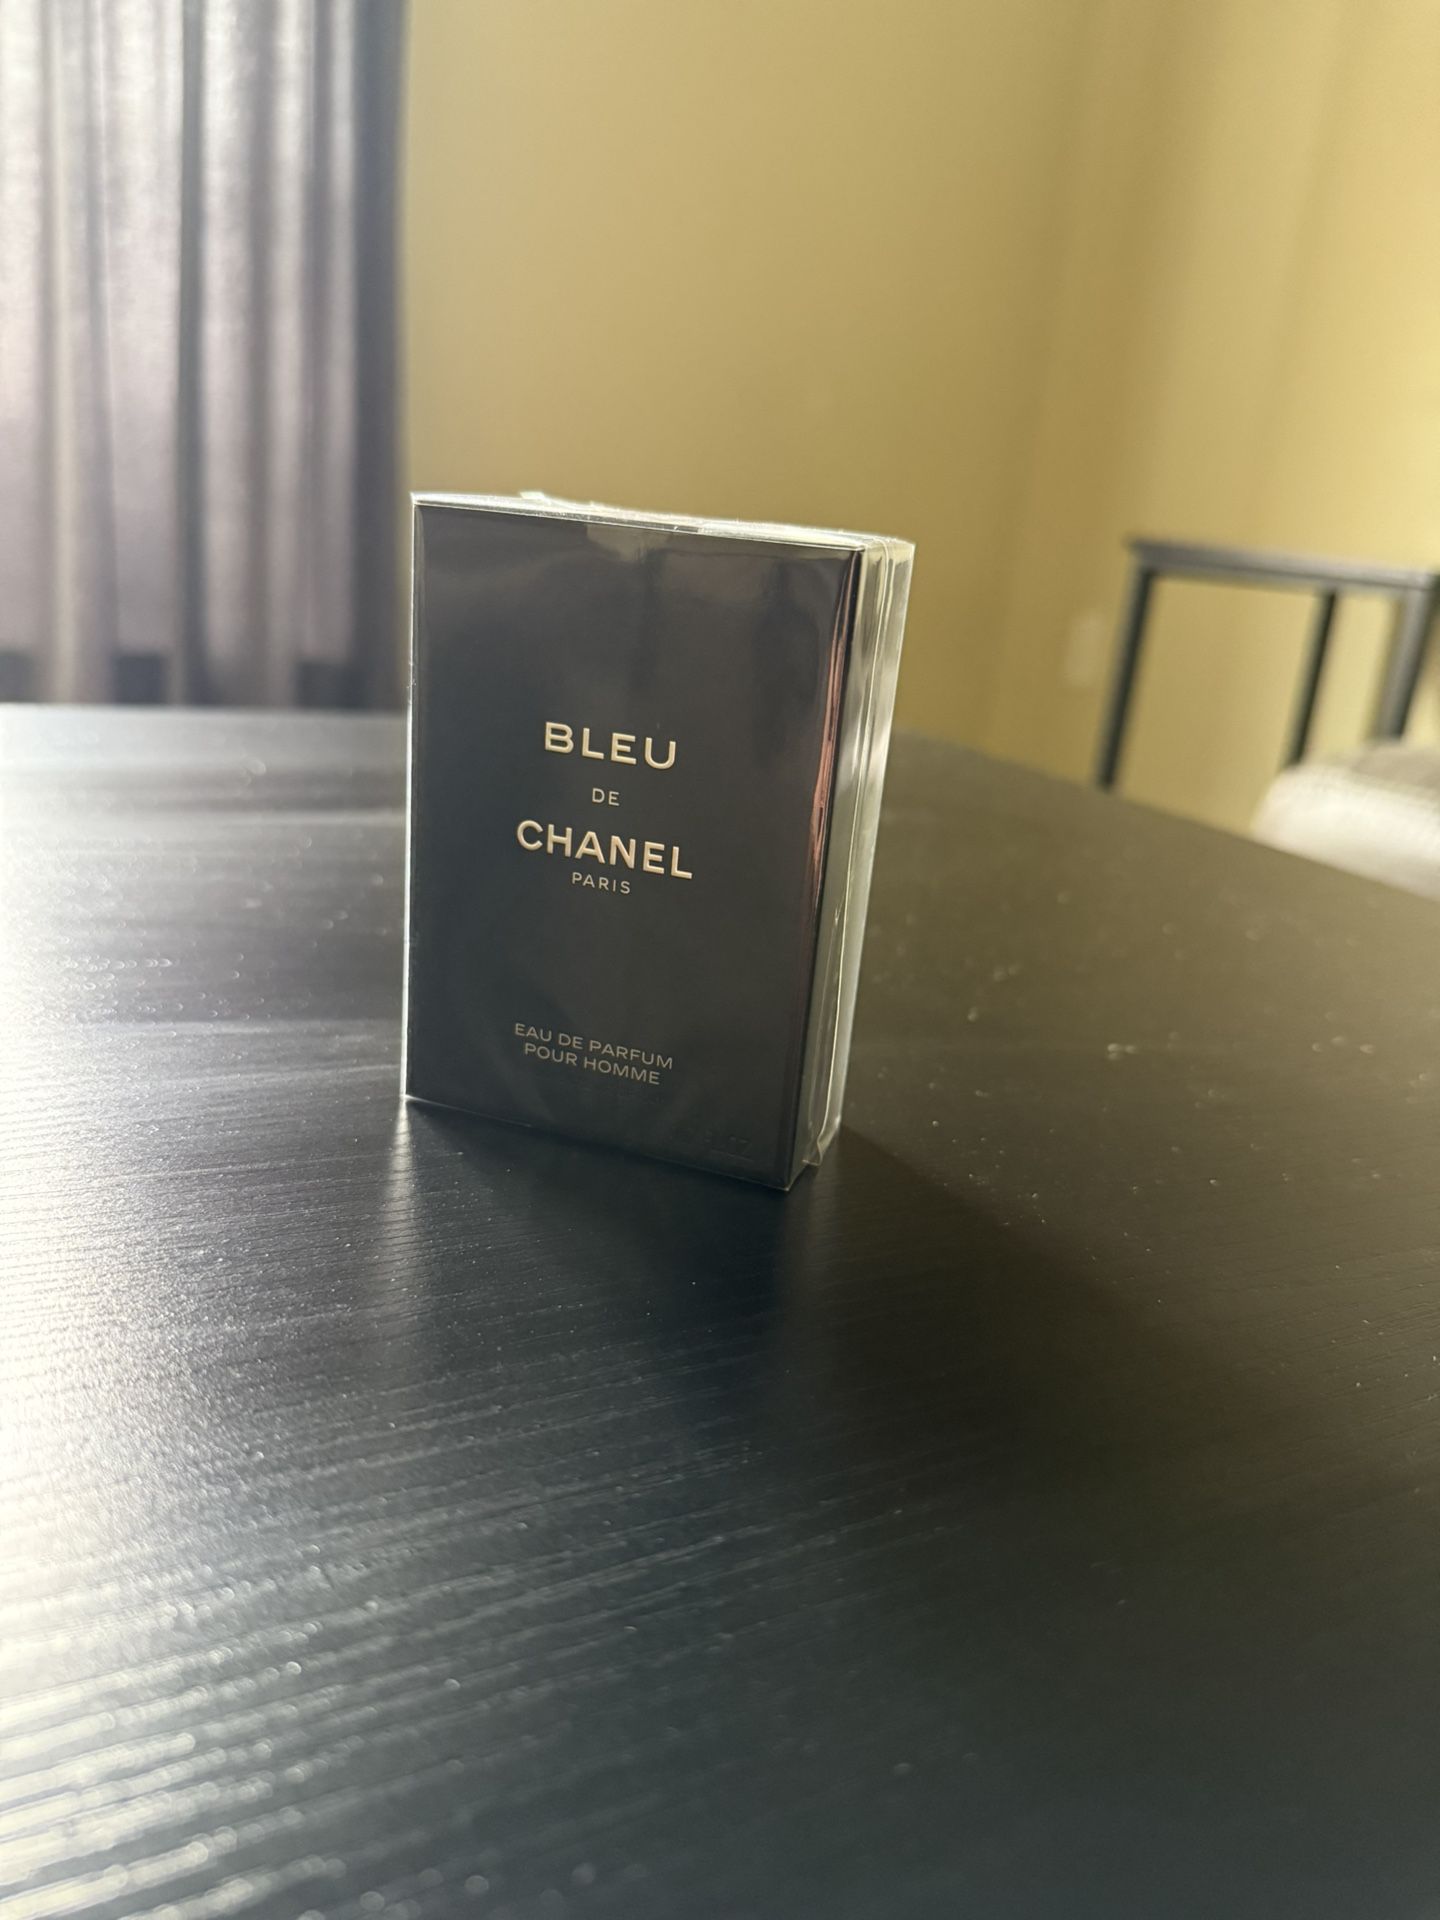 BLEU
DE
CHANEL
PARIS
EAU DE PARFUM
POUR HOMME